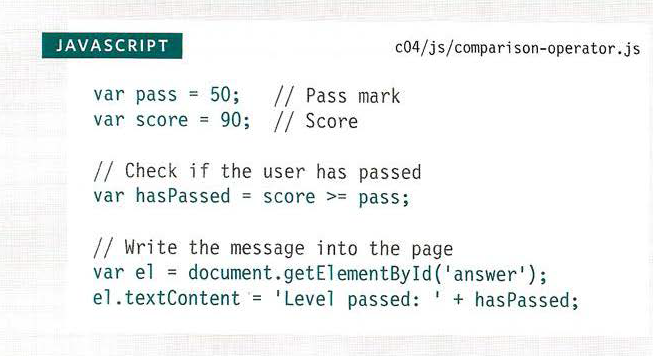 JAVASCRIPT
c04/js/comparison-operator.js
var pass = 50;   // Pass mark
var score = 90;  // Score
// Check if the user has passed
var hasPassed = score >= pass;
// Write the message into the page
var el = document.getElementById('answer');
el.textContent = 'Level passed: ' + hasPassed;